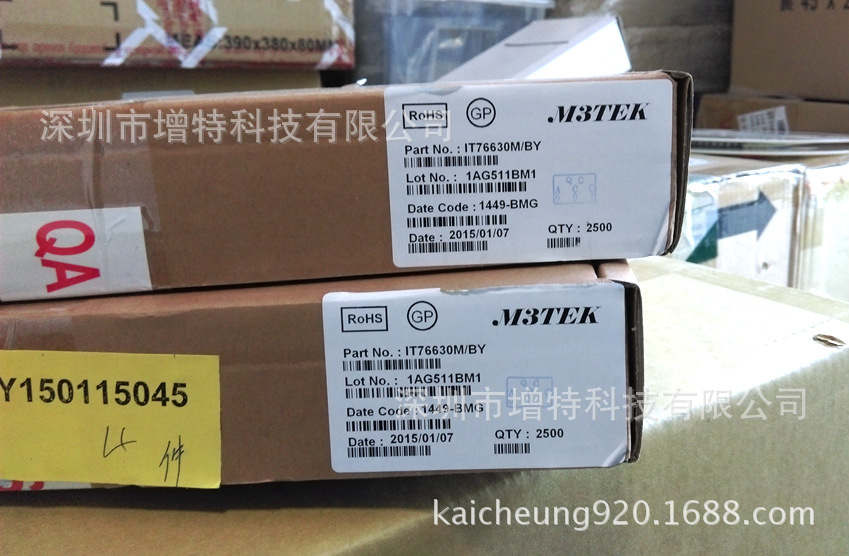 390x380x80MM
深圳市增特科技有限公司
RoHS GP M3TEK
Part No. : IT76630M/BY
Lot No. : 1AG511BM1
Date Code : 1449-BMG
Date : 2015/01/07 QTY : 2500
QA
RoHS GP M3TEK
Part No. : IT76630M/BY
Lot No. : 1AG511BM1
Date Code : 1449-BMG
Date : 2015/01/07 QTY : 2500
Y150115045
4 件
深圳市增特科技有限公司
kaicheung920.1688.com